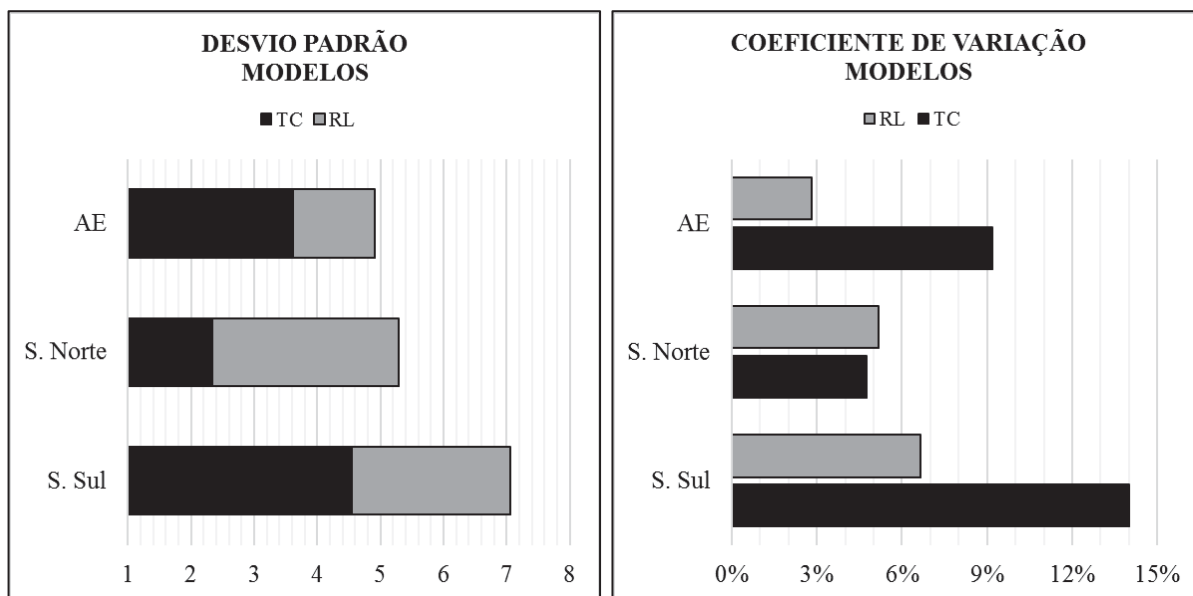 DESVIO PADRÃO
MODELOS
TC RL
AE
S. Norte
S. Sul
1 2 3 4 5 6 7 8
COEFICIENTE DE VARIAÇÃO
MODELOS
RL TC
AE
S. Norte
S. Sul
0% 3% 6% 9% 12% 15%